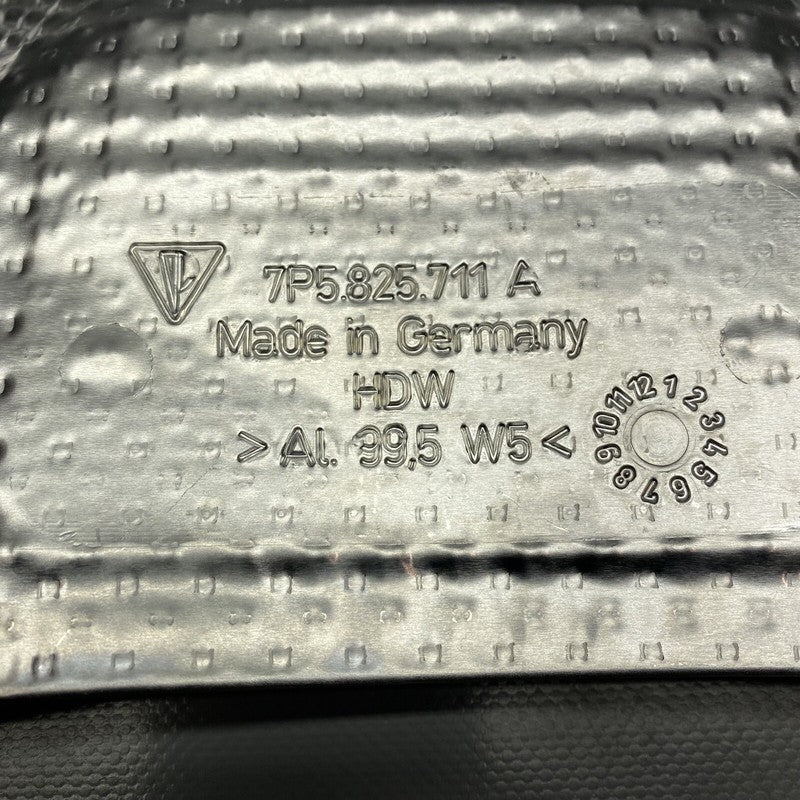 7P5.825.711 A
Made in Germany
HDW
>Al. 99,5 W5<
1 2 3 4 5 6 7 8 9 10 11 12